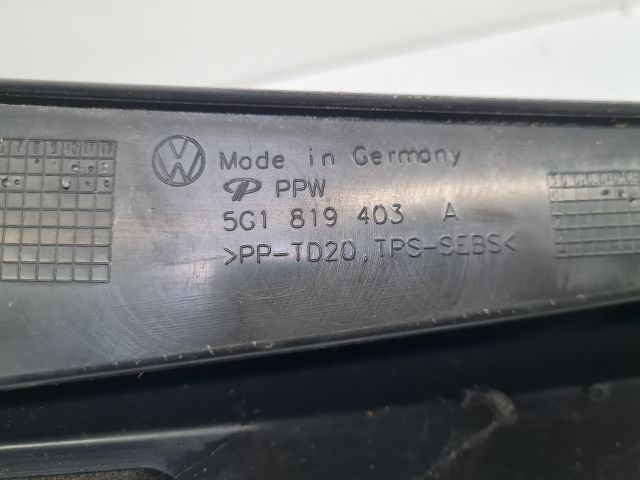 Made in Germany
PPW
5G1 819 403 A
>PP-TD20,TPS-SEBS<